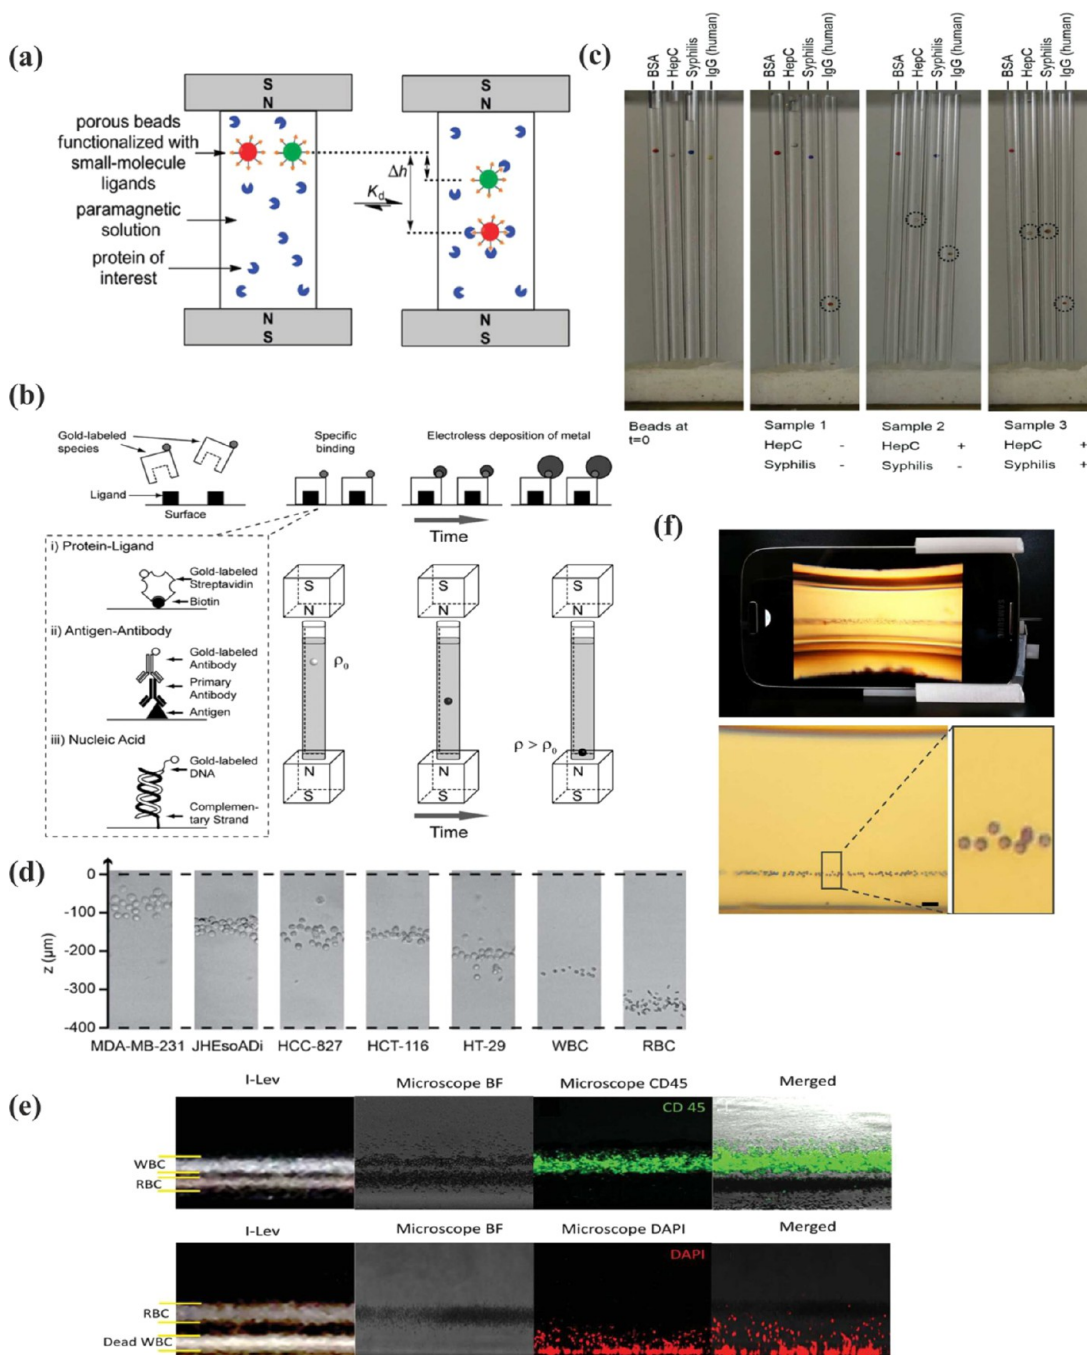 (a)
S
N
porous beads
functionalized with
small-molecule
ligands
paramagnetic
solution
protein of
interest
N
S
Kd
Δh
S
N
N
S
(b)
Gold-labeled
species
Ligand
Surface
Specific
binding
Electroless deposition of metal
Time
i) Protein-Ligand
Gold-labeled
Streptavidin
Biotin
ii) Antigen-Antibody
Gold-labeled
Antibody
Primary
Antibody
Antigen
iii) Nucleic Acid
Gold-labeled
DNA
Complemen-
tary Strand
S
N
ρ0
N
S
S
N
N
S
S
N
ρ > ρ0
N
S
Time
(c)
BSA
HepC
Syphilis
IgG (human)
BSA
HepC
Syphilis
IgG (human)
BSA
HepC
Syphilis
IgG (human)
BSA
HepC
Syphilis
IgG (human)
Beads at
t=0
Sample 1
HepC -
Syphilis -
Sample 2
HepC +
Syphilis -
Sample 3
HepC +
Syphilis +
(f)
SAMSUNG
(d)
z (µm)
0
-100
-200
-300
-400
MDA-MB-231 JHEsoADi HCC-827 HCT-116 HT-29 WBC RBC
(e)
I-Lev Microscope BF Microscope CD45 Merged
CD 45
WBC
RBC
I-Lev Microscope BF Microscope DAPI Merged
DAPI
RBC
Dead WBC